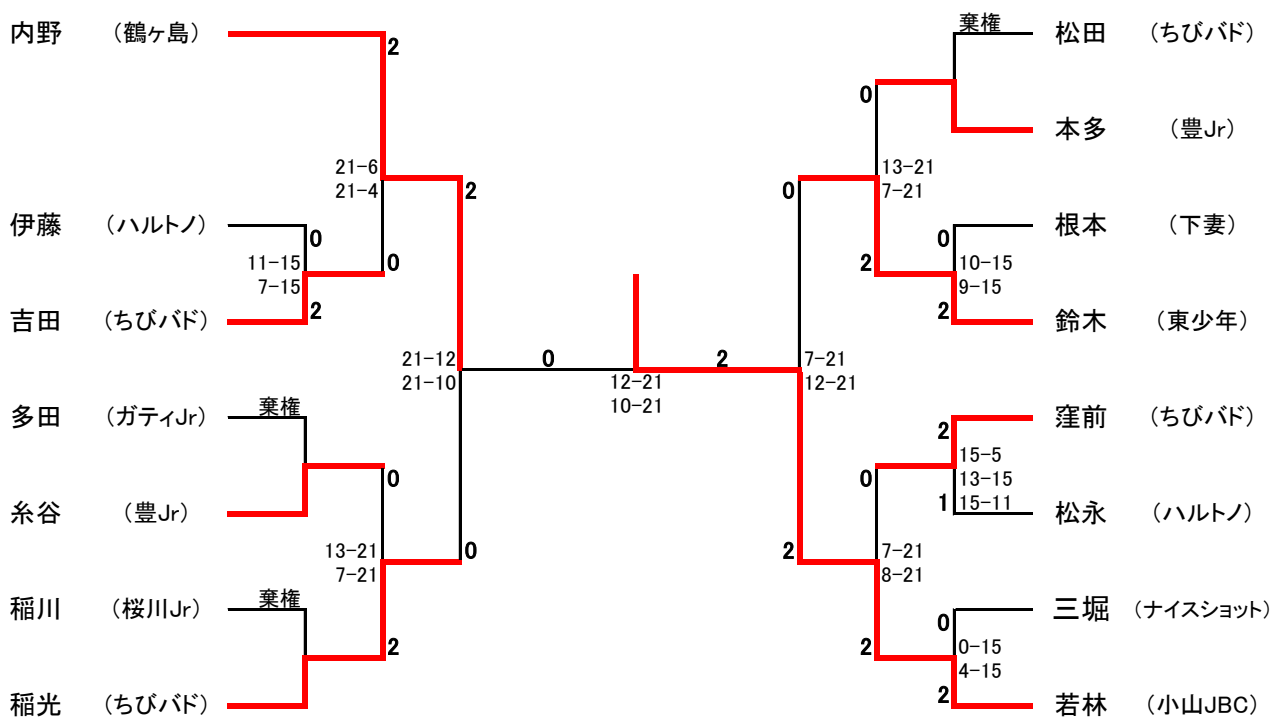 内野 （鶴ヶ島）
2
21-6
21-4
2
伊藤 （ハルトノ）
0
11-15
7-15
0
吉田 （ちびバド）
2
21-12
21-10
0
12-21
10-21
2
多田 （ガティJr）
棄権
0
糸谷 （豊Jr）
13-21
7-21
0
稲川 （桜川Jr）
棄権
2
稲光 （ちびバド）
棄権
松田 （ちびバド）
0
本多 （豊Jr）
13-21
7-21
0
根本 （下妻）
0
10-15
9-15
2
鈴木 （東少年）
2
7-21
12-21
窪前 （ちびバド）
2
15-5
13-15
15-11
0
松永 （ハルトノ）
1
2
7-21
8-21
三堀 （ナイスショット）
0
0-15
4-15
2
若林 （小山JBC）
2